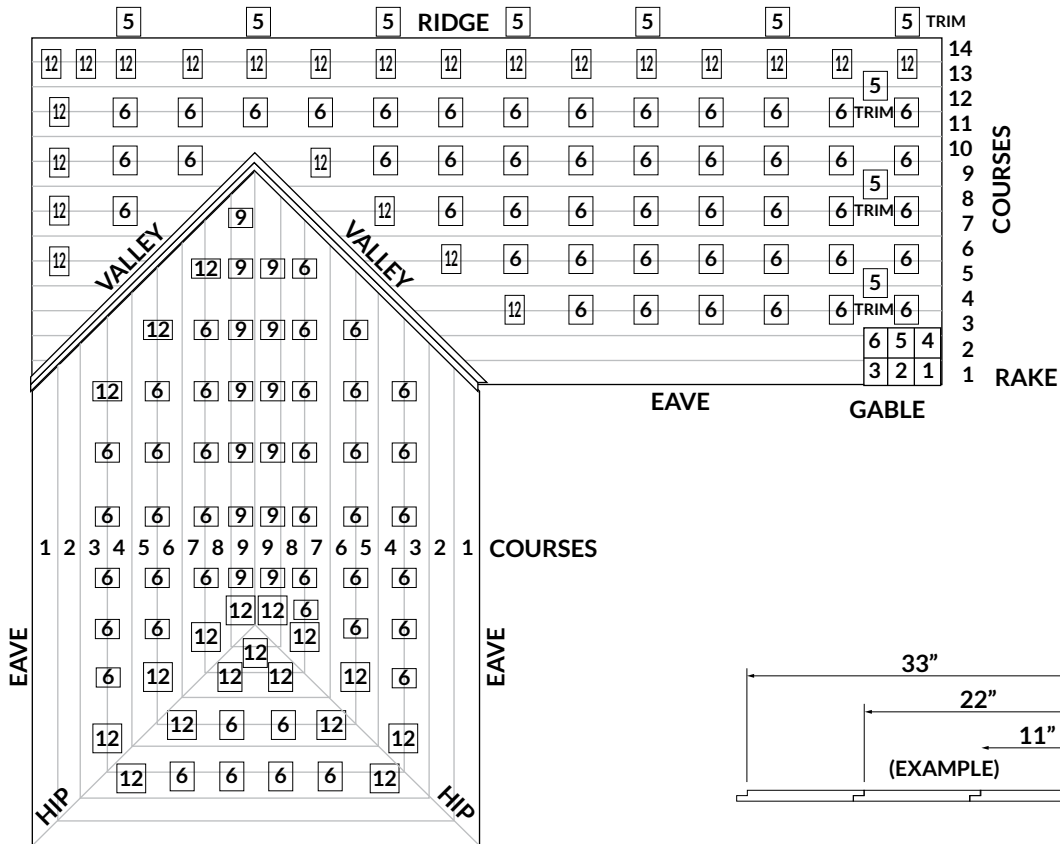 5 5 5 RIDGE 5 5 5 5 TRIM
14
12 12 12 12 12 12 12 12 12 12 12 12 12 12 12
13
5
12
12 6 6 6 6 6 6 6 6 6 6 6 6 TRIM 6
11
10
12 6 6 12 6 6 6 6 6 6 6 6 6
9
5
8
12 6 12 6 6 6 6 6 6 6 TRIM 6
7
COURSES
VALLEY
VALLEY
9
6
12 12 6 6 6 6 6 6 6
5
12 9 9 6
5
4
12 6 6 6 6 6 TRIM 6
3
12 6 9 9 6 6
6 5 4
2
3 2 1
1 RAKE
EAVE
GABLE
12 6 6 9 9 6 6 6
6 6 6 9 9 6 6 6
6 6 6 9 9 6 6 6
1 2 3 4 5 6 7 8 9 9 8 7 6 5 4 3 2 1 COURSES
6 6 6 9 9 6 6 6
12 12 6
6 6 12 12 6 6
12
EAVE
EAVE
6 12 12 12 12 6
12 6 6 12
12 12
12 6 6 6 6 12
HIP
HIP
33”
22”
11”
(EXAMPLE)